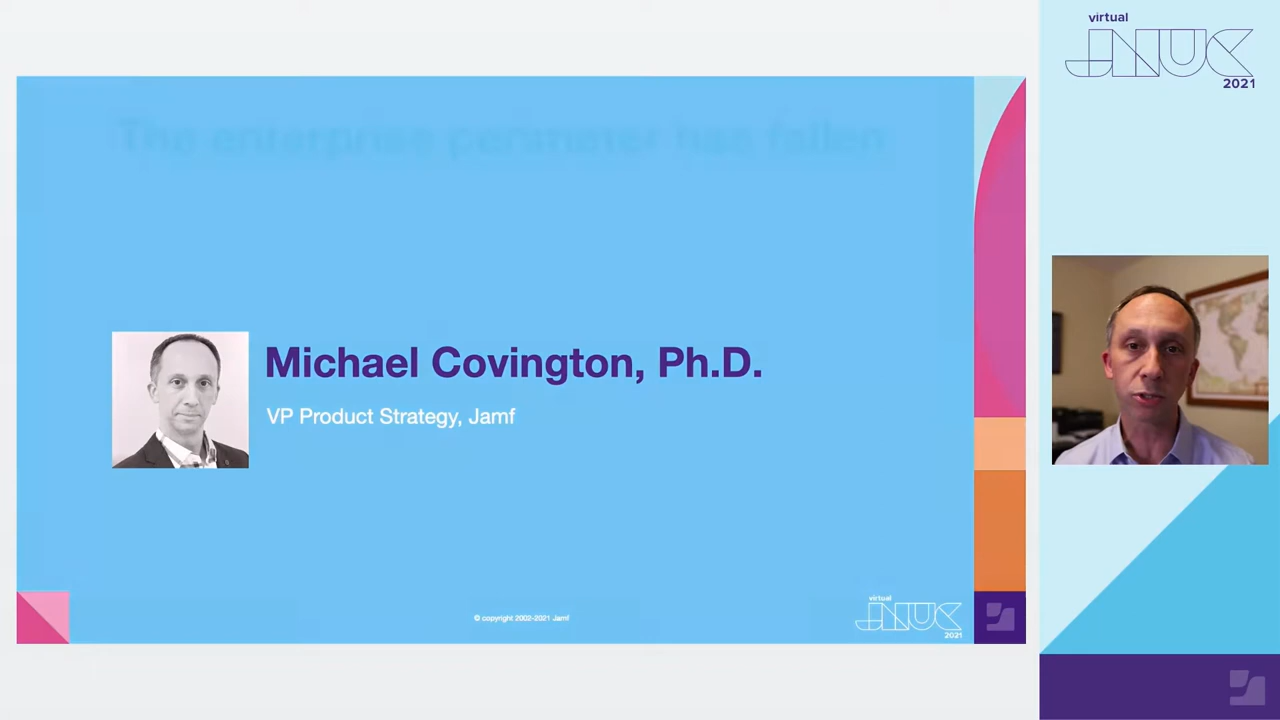 The enterprise perimeter has fallen
Michael Covington, Ph.D.
VP Product Strategy, Jamf
© copyright 2002-2021 Jamf
virtual
JNUC
2021
virtual
JNUC
2021